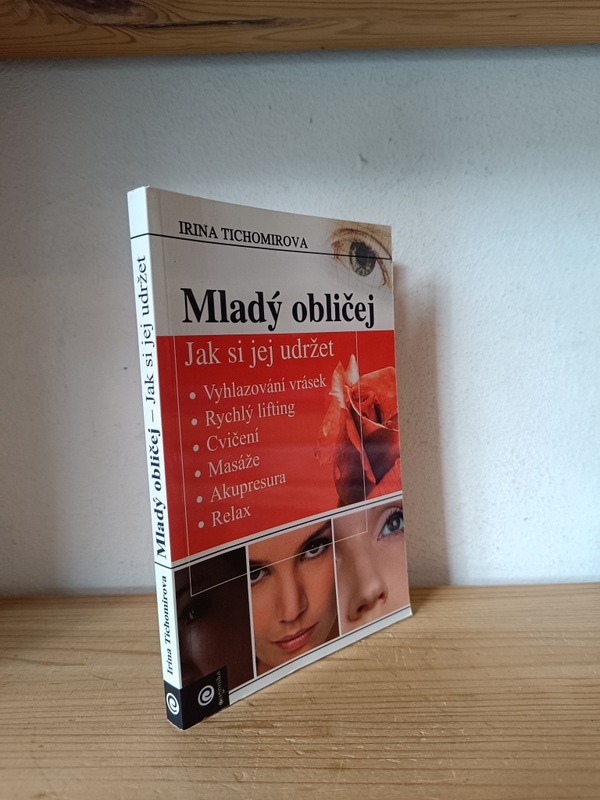 IRINA TICHOMIROVA
Mladý obličej
Jak si jej udržet
• Vyhlazování vrásek
• Rychlý lifting
• Cvičení
• Masáže
• Akupresura
• Relax
Irina Tichomirova Mladý obličej – Jak si jej udržet